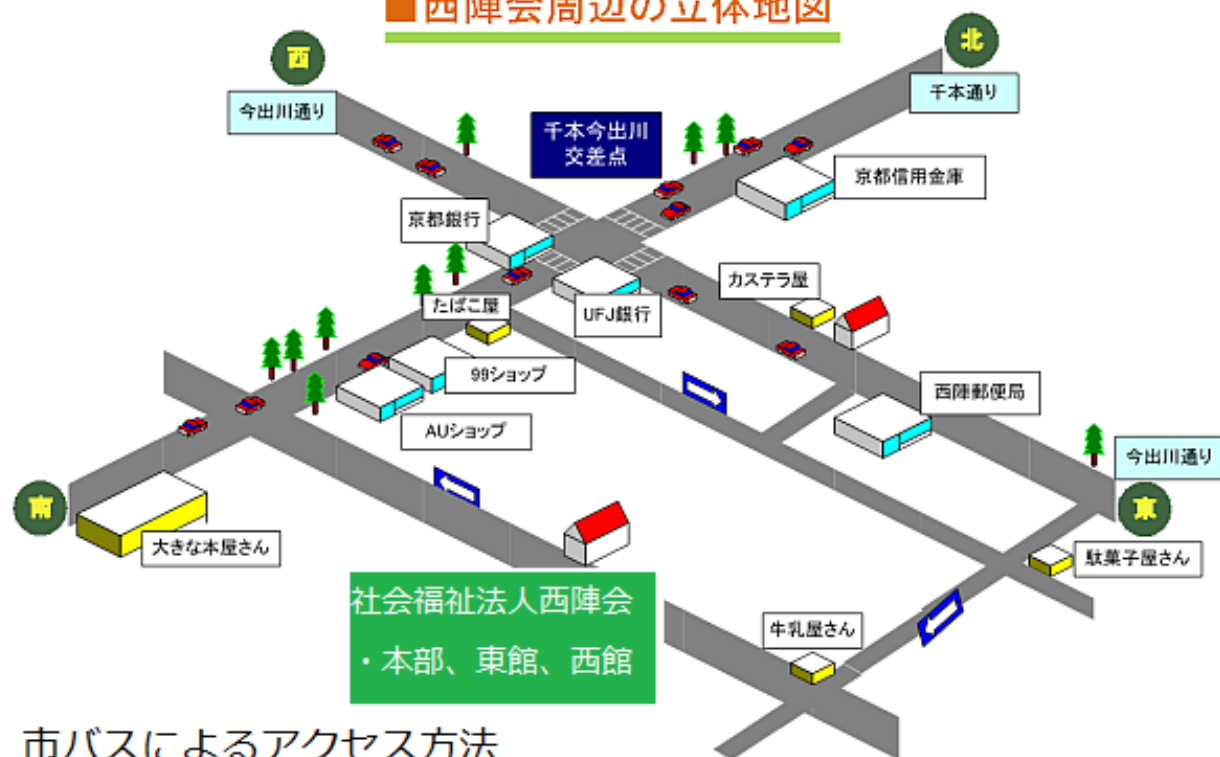 ■西陣会周辺の立体地図
西
北
今出川通り
千本通り
千本今出川
交差点
京都信用金庫
京都銀行
カステラ屋
たばこ屋
UFJ銀行
99ショップ
西陣郵便局
AUショップ
今出川通り
南
東
大きな本屋さん
駄菓子屋さん
社会福祉法人西陣会
・本部、東館、西館
牛乳屋さん
市バスによるアクセス方法